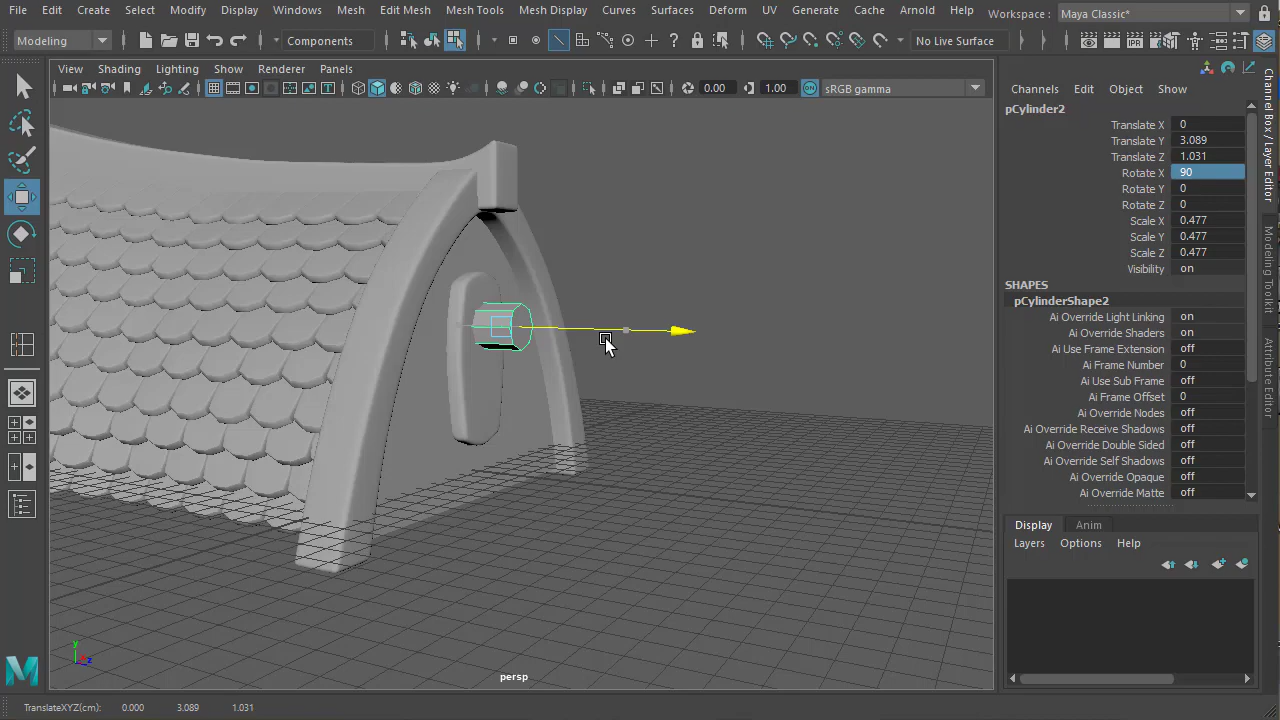 File Edit Create Select Modify Display Windows Mesh Edit Mesh Mesh Tools Mesh Display Curves Surfaces Deform UV Generate Cache Arnold Help Workspace : Maya Classic*
Modeling Components No Live Surface
View Shading Lighting Show Renderer Panels
0.00 1.00 sRGB gamma
Channels Edit Object Show
pCylinder2
Translate X 0
Translate Y 3.089
Translate Z 1.031
Rotate X 90
Rotate Y 0
Rotate Z 0
Scale X 0.477
Scale Y 0.477
Scale Z 0.477
Visibility on
SHAPES
pCylinderShape2
Ai Override Light Linking on
Ai Override Shaders on
Ai Use Frame Extension off
Ai Frame Number 0
Ai Use Sub Frame off
Ai Frame Offset 0
Ai Override Nodes off
Ai Override Receive Shadows off
Ai Override Double Sided off
Ai Override Self Shadows off
Ai Override Opaque off
Ai Override Matte off
Display Anim
Layers Options Help
Channel Box / Layer Editor
Modeling Toolkit
Attribute Editor
y
z
persp
M
TranslateXYZ(cm): 0.000 3.089 1.031